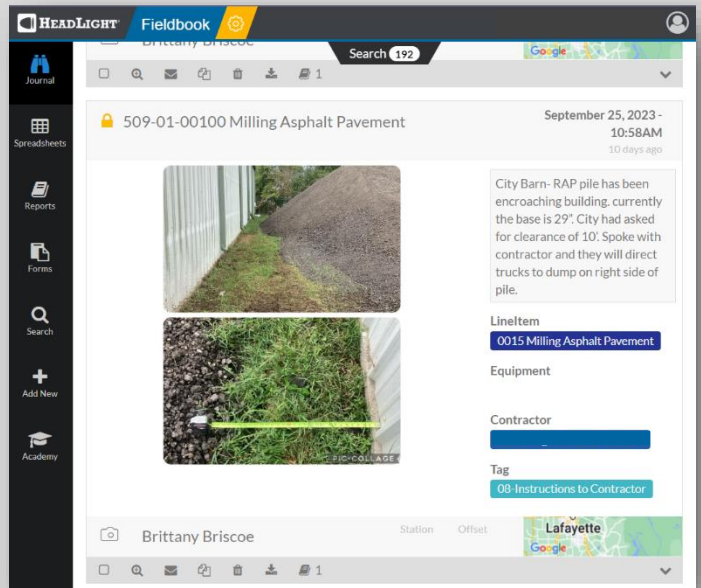 HEADLIGHT
Fieldbook
Brittany Briscoe
Search 192
Google
1
Journal
Spreadsheets
Reports
Forms
Search
Add New
Academy
509-01-00100 Milling Asphalt Pavement
September 25, 2023 -
10:58AM
10 days ago
City Barn- RAP pile has been
encroaching building. currently
the base is 29". City had asked
for clearance of 10'. Spoke with
contractor and they will direct
trucks to dump on right side of
pile.
LineItem
0015 Milling Asphalt Pavement
Equipment
Contractor
Tag
08-Instructions to Contractor
PIC-COLLAGE
Brittany Briscoe
Station Offset
Lafayette
Google
1